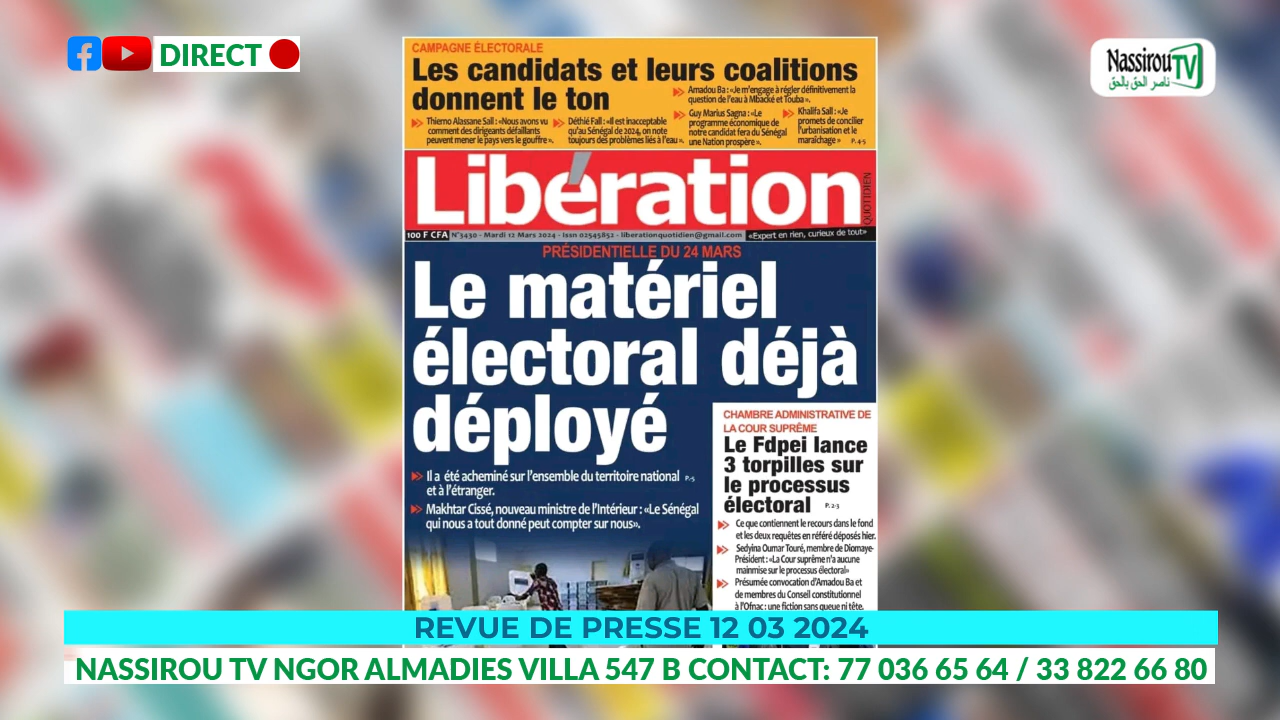 DIRECT
Nassirou TV
ناصر الحق بالحق
CAMPAGNE ÉLECTORALE
Les candidats et leurs coalitions
donnent le ton
Thierno Alassane Sall : «Nous avons vu
comment des dirigeants défaillants
peuvent mener le pays vers le gouffre».
Déthié Fall : «Il est inacceptable
qu'au Sénégal de 2024, on note
toujours des problèmes liés à l'eau».
Amadou Ba : «Je m'engage à régler définitivement la
question de l'eau à Mbacké et Touba».
Guy Marius Sagna : «Le
programme économique de
notre candidat fera du Sénégal
une Nation prospère».
Khalifa Sall : «Je
promets de concilier
l'urbanisation et le
maraîchage» P.4-5
Libération
QUOTIDIEN
100 F CFA N°3430 - Mardi 12 Mars 2024 - Issn 02545852 - liberationquotidien@gmail.com «Expert en rien, curieux de tout»
PRÉSIDENTIELLE DU 24 MARS
Le matériel
électoral déjà
déployé
Il a été acheminé sur l'ensemble du territoire national P.5
et à l'étranger.
Makhtar Cissé, nouveau ministre de l'Intérieur : «Le Sénégal
qui nous a tout donné peut compter sur nous».
CHAMBRE ADMINISTRATIVE DE
LA COUR SUPRÊME
Le Fdpei lance
3 torpilles sur
le processus
électoral P.2-3
Ce que contiennent le recours dans le fond
et les deux requêtes en référé déposés hier.
Sedyina Oumar Touré, membre de Diomaye-
Président : «La Cour suprême n'a aucune
mainmise sur le processus électoral»
Présumée convocation d'Amadou Ba et
de membres du Conseil constitutionnel
à l'Ofnac : une fiction sans queue ni tête.
REVUE DE PRESSE 12 03 2024
NASSIROU TV NGOR ALMADIES VILLA 547 B CONTACT: 77 036 65 64 / 33 822 66 80